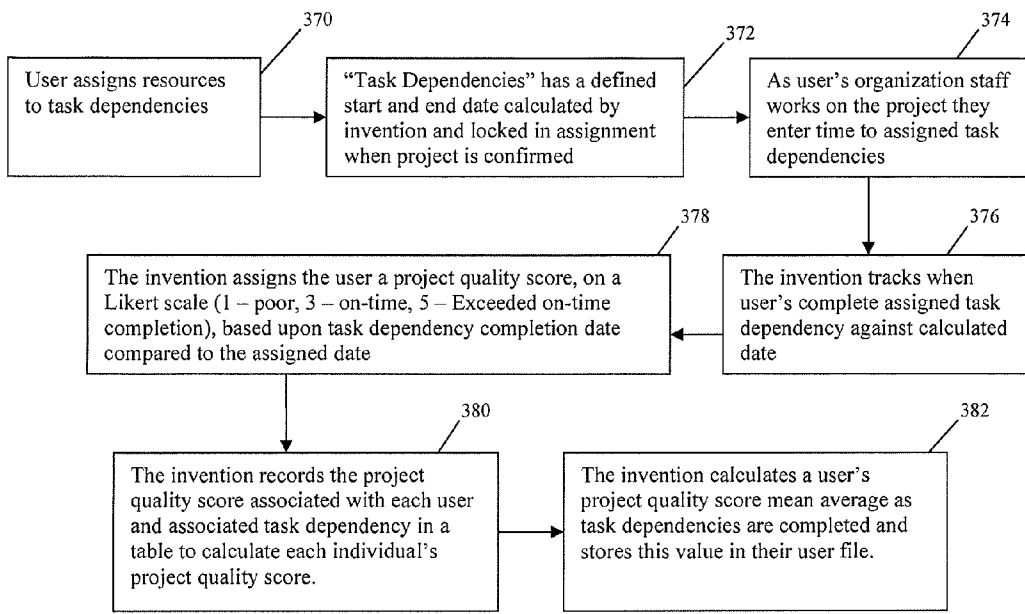 370
User assigns resources
to task dependencies
372
“Task Dependencies” has a defined
start and end date calculated by
invention and locked in assignment
when project is confirmed
374
As user’s organization staff
works on the project they
enter time to assigned task
dependencies
376
The invention tracks when
user’s complete assigned task
dependency against calculated
date
378
The invention assigns the user a project quality score, on a
Likert scale (1 – poor, 3 – on-time, 5 – Exceeded on-time
completion), based upon task dependency completion date
compared to the assigned date
380
The invention records the project
quality score associated with each user
and associated task dependency in a
table to calculate each individual’s
project quality score.
382
The invention calculates a user’s
project quality score mean average as
task dependencies are completed and
stores this value in their user file.